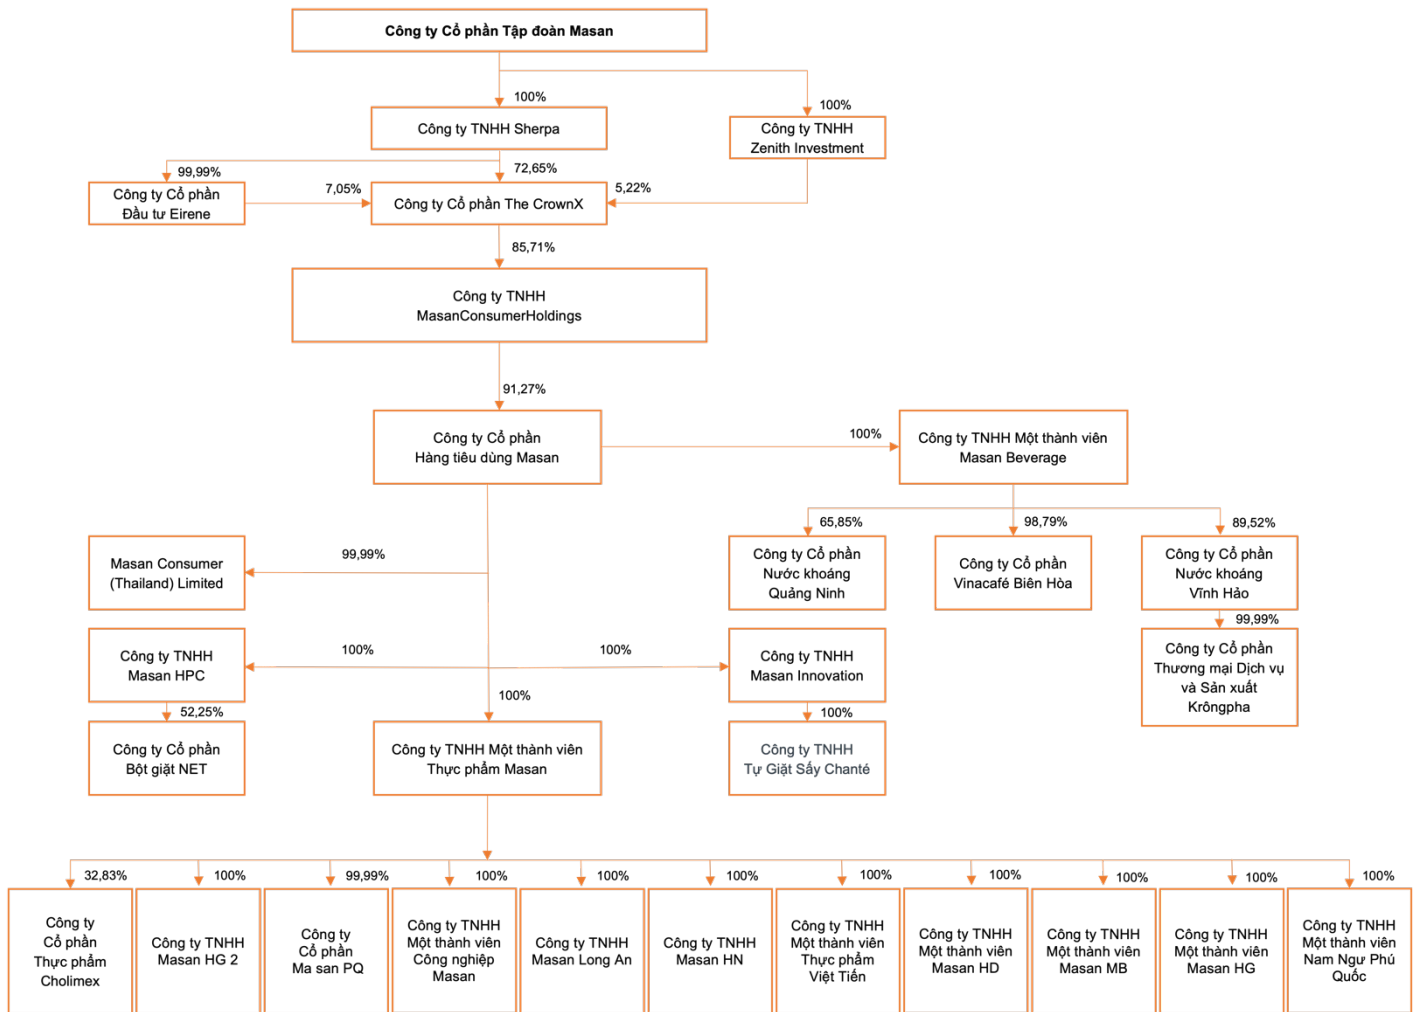 Công ty Cổ phần Tập đoàn Masan
100%
100%
Công ty TNHH Sherpa
Công ty TNHH
Zenith Investment
99,99%
72,65%
Công ty Cổ phần
Đầu tư Eirene
7,05%
Công ty Cổ phần The CrownX
5,22%
85,71%
Công ty TNHH
MasanConsumerHoldings
91,27%
Công ty Cổ phần
Hàng tiêu dùng Masan
100%
Công ty TNHH Một thành viên
Masan Beverage
65,85%
98,79%
89,52%
Masan Consumer
(Thailand) Limited
99,99%
Công ty Cổ phần
Nước khoáng
Quảng Ninh
Công ty Cổ phần
Vinacafé Biên Hòa
Công ty Cổ phần
Nước khoáng
Vĩnh Hảo
99,99%
Công ty TNHH
Masan HPC
100%
100%
Công ty TNHH
Masan Innovation
Công ty Cổ phần
Thương mại Dịch vụ
và Sản xuất
Krôngpha
52,25%
100%
100%
Công ty Cổ phần
Bột giặt NET
Công ty TNHH Một thành viên
Thực phẩm Masan
Công ty TNHH
Tự Giặt Sấy Chanté
32,83%
100%
99,99%
100%
100%
100%
100%
100%
100%
100%
100%
Công ty
Cổ phần
Thực phẩm
Cholimex
Công ty TNHH
Masan HG 2
Công ty
Cổ phần
Ma san PQ
Công ty TNHH
Một thành viên
Công nghiệp
Masan
Công ty TNHH
Masan Long An
Công ty TNHH
Masan HN
Công ty TNHH
Một thành viên
Thực phẩm
Việt Tiến
Công ty TNHH
Một thành viên
Masan HD
Công ty TNHH
Một thành viên
Masan MB
Công ty TNHH
Một thành viên
Masan HG
Công ty TNHH
Một thành viên
Nam Ngư Phú
Quốc